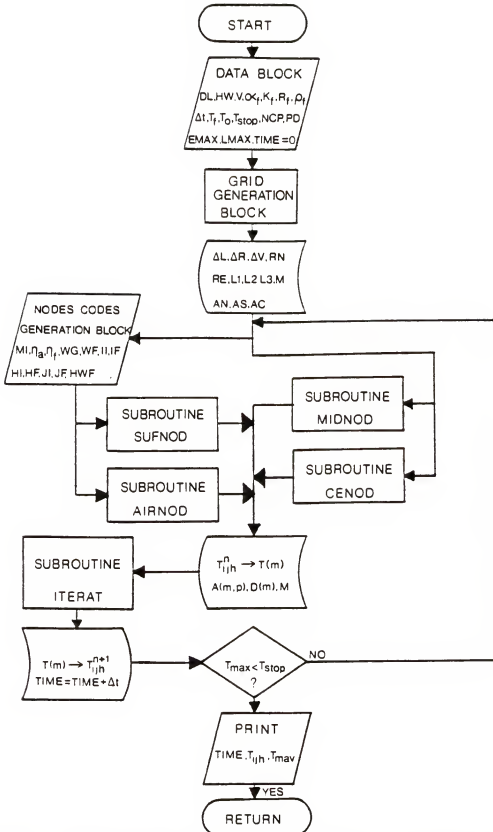 START
DATA BLOCK
DL,HW,V,∝f,Kf,Rf,ρf
Δt,Tf,To,Tstop,NCP,PD
EMAX,LMAX,TIME=0
GRID
GENERATION
BLOCK
ΔL,ΔR,ΔV,RN
RE,L1,L2 L3,M
AN,AS,AC
NODES CODES
GENERATION BLOCK
MI,ηa,ηf,WG,WF,II,IF
HI,HF,JI,JF,HWF
SUBROUTINE
SUFNOD
SUBROUTINE
MIDNOD
SUBROUTINE
AIRNOD
SUBROUTINE
CENOD
SUBROUTINE
ITERAT
T^n_ijh → T(m)
A(m,p),D(m),M
T(m) → T^n+1_ijh
TIME=TIME+Δt
Tmax<Tstop
?
NO
PRINT
TIME,Tijh,Tmav
YES
RETURN